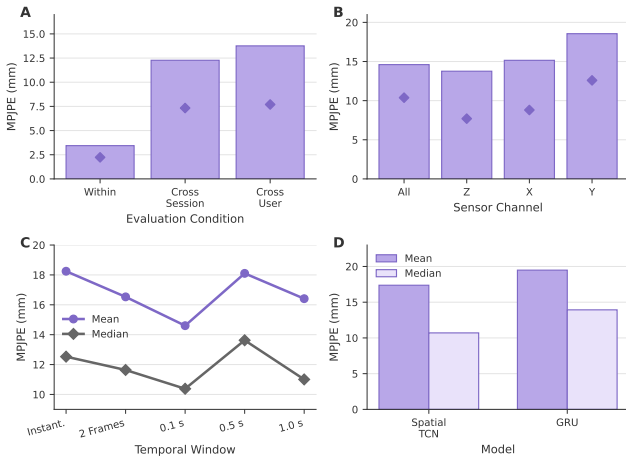 A
MPJPE (mm)
15.0
12.5
10.0
7.5
5.0
2.5
0.0
Within
Cross
Session
Cross
User
Evaluation Condition
B
MPJPE (mm)
20
15
10
5
0
All
Z
X
Y
Sensor Channel
C
MPJPE (mm)
20
18
16
14
12
10
Mean
Median
Instant.
2 Frames
0.1 s
0.5 s
1.0 s
Temporal Window
D
MPJPE (mm)
20
15
10
5
0
Mean
Median
Spatial
TCN
GRU
Model